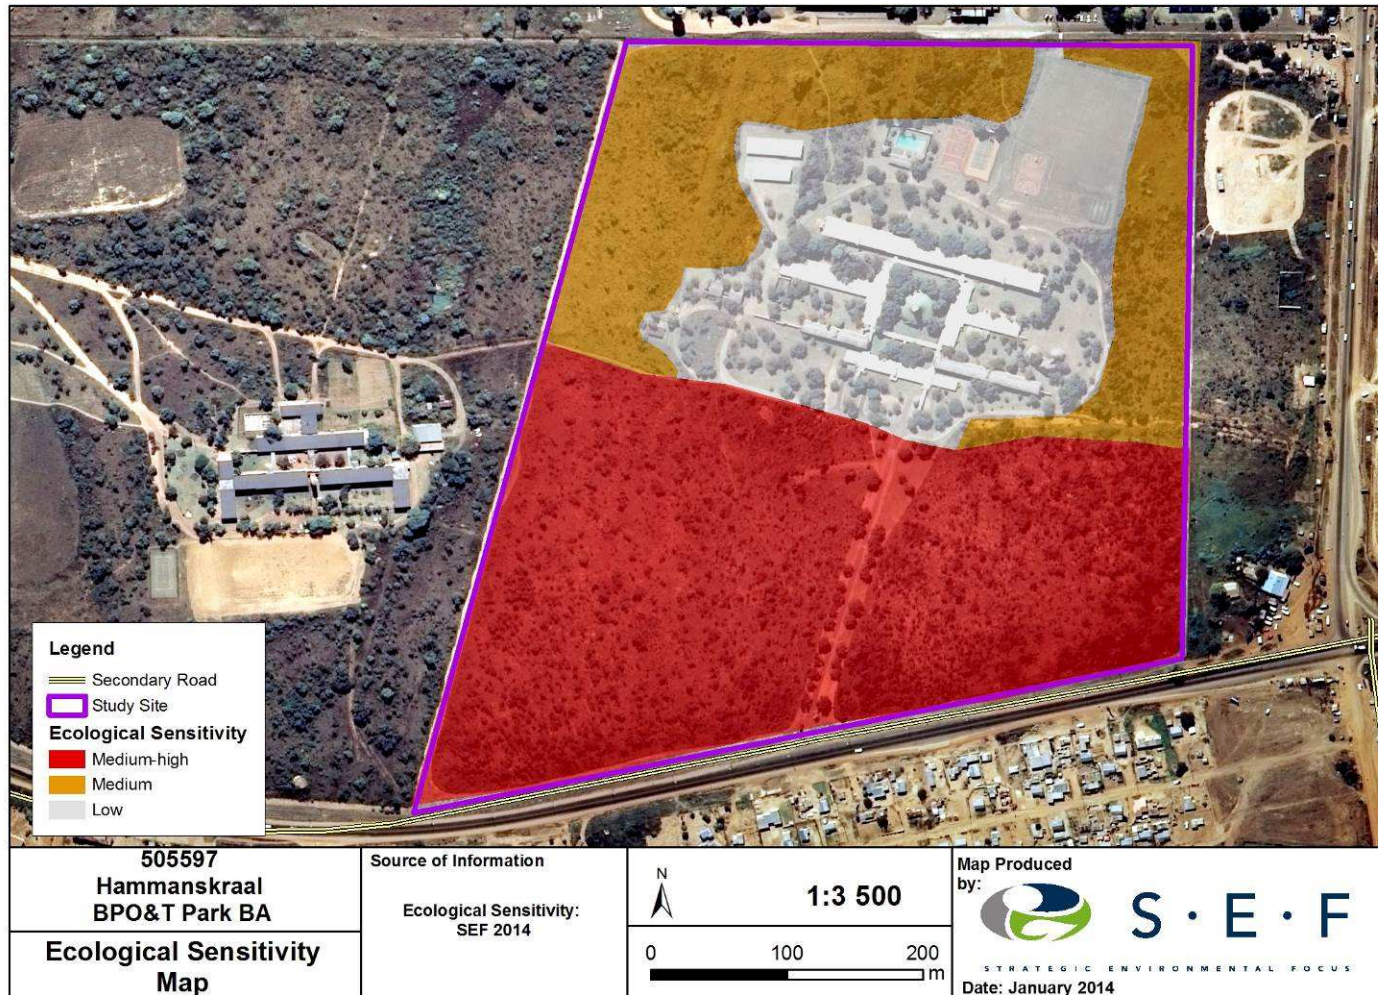 Legend
Secondary Road
Study Site
Ecological Sensitivity
Medium-high
Medium
Low
505597
Hammanskraal
BPO&T Park BA
Ecological Sensitivity
Map
Source of Information
Ecological Sensitivity:
SEF 2014
N
1:3 500
0 100 200
m
Map Produced
by:
S·E·F
STRATEGIC ENVIRONMENTAL FOCUS
Date: January 2014